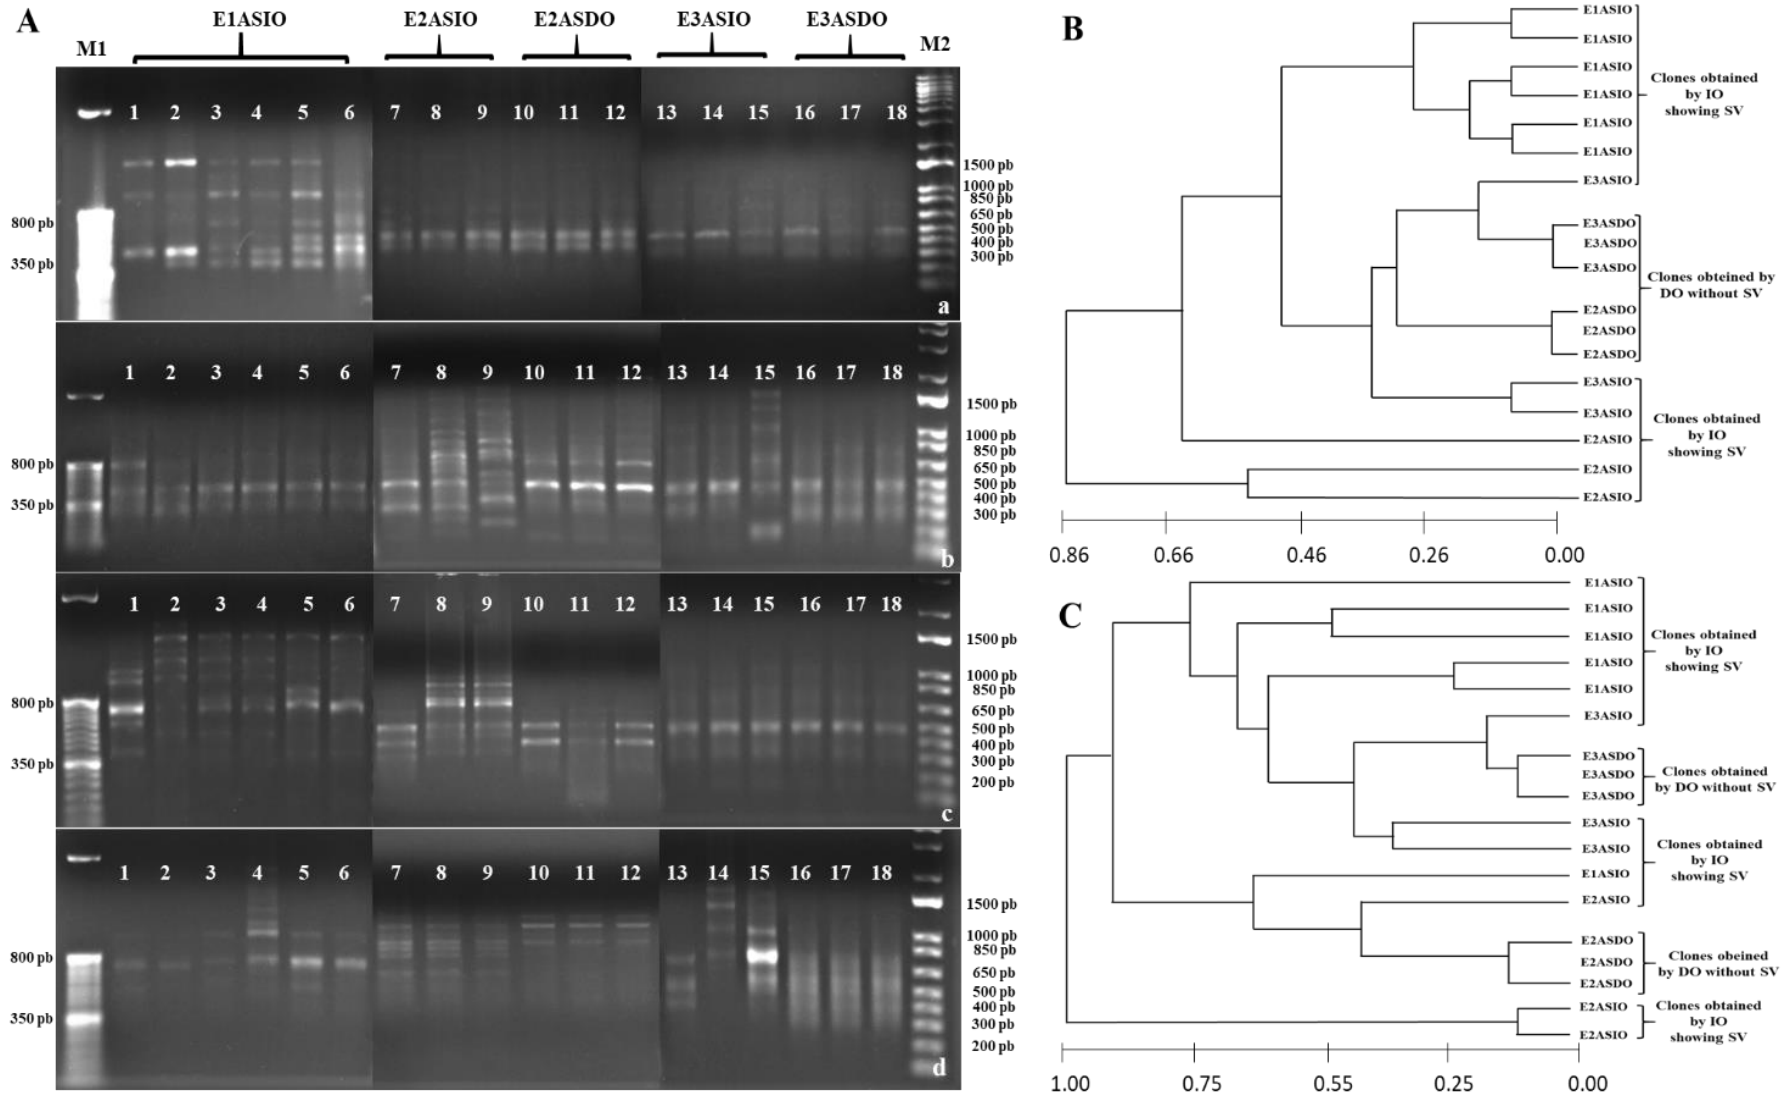 A
E1ASIO
E2ASIO
E2ASDO
E3ASIO
E3ASDO
M1
M2
1 2 3 4 5 6 7 8 9 10 11 12 13 14 15 16 17 18
800 pb
350 pb
1500 pb
1000 pb
850 pb
650 pb
500 pb
400 pb
300 pb
a
1 2 3 4 5 6 7 8 9 10 11 12 13 14 15 16 17 18
800 pb
350 pb
1500 pb
1000 pb
850 pb
650 pb
500 pb
400 pb
300 pb
b
1 2 3 4 5 6 7 8 9 10 11 12 13 14 15 16 17 18
800 pb
350 pb
1500 pb
1000 pb
850 pb
650 pb
500 pb
400 pb
300 pb
200 pb
c
1 2 3 4 5 6 7 8 9 10 11 12 13 14 15 16 17 18
800 pb
350 pb
1500 pb
1000 pb
850 pb
650 pb
500 pb
400 pb
300 pb
200 pb
d
B
E1ASIO
E1ASIO
E1ASIO
E1ASIO
E1ASIO
E1ASIO
E3ASIO
E3ASDO
E3ASDO
E3ASDO
E2ASDO
E2ASDO
E2ASDO
E3ASIO
E3ASIO
E2ASIO
E2ASIO
E2ASIO
Clones obtained
by IO
showing SV
Clones obteined by
DO without SV
Clones obtained
by IO
showing SV
0.86 0.66 0.46 0.26 0.00
C
E1ASIO
E1ASIO
E1ASIO
E1ASIO
E1ASIO
E3ASIO
E3ASDO
E3ASDO
E3ASDO
E3ASIO
E3ASIO
E1ASIO
E2ASIO
E2ASDO
E2ASDO
E2ASDO
E2ASIO
E2ASIO
Clones obtained
by IO
showing SV
Clones obtained
by DO without SV
Clones obtained
by IO
showing SV
Clones obeined
by DO without SV
Clones obtained
by IO
showing SV
1.00 0.75 0.55 0.25 0.00